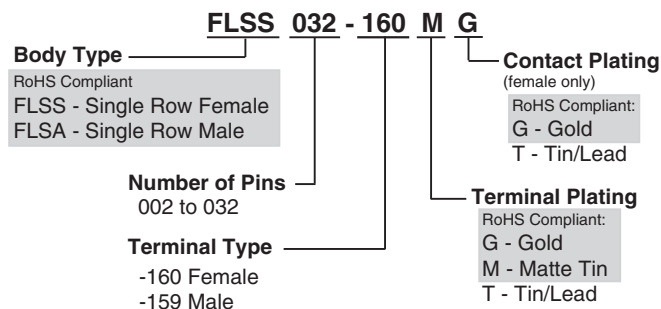 FLSS 032 - 160 M G
Body Type
RoHS Compliant
FLSS - Single Row Female
FLSA - Single Row Male
Number of Pins
002 to 032
Terminal Type
-160 Female
-159 Male
Contact Plating
(female only)
RoHS Compliant:
G - Gold
T - Tin/Lead
Terminal Plating
RoHS Compliant:
G - Gold
M - Matte Tin
T - Tin/Lead